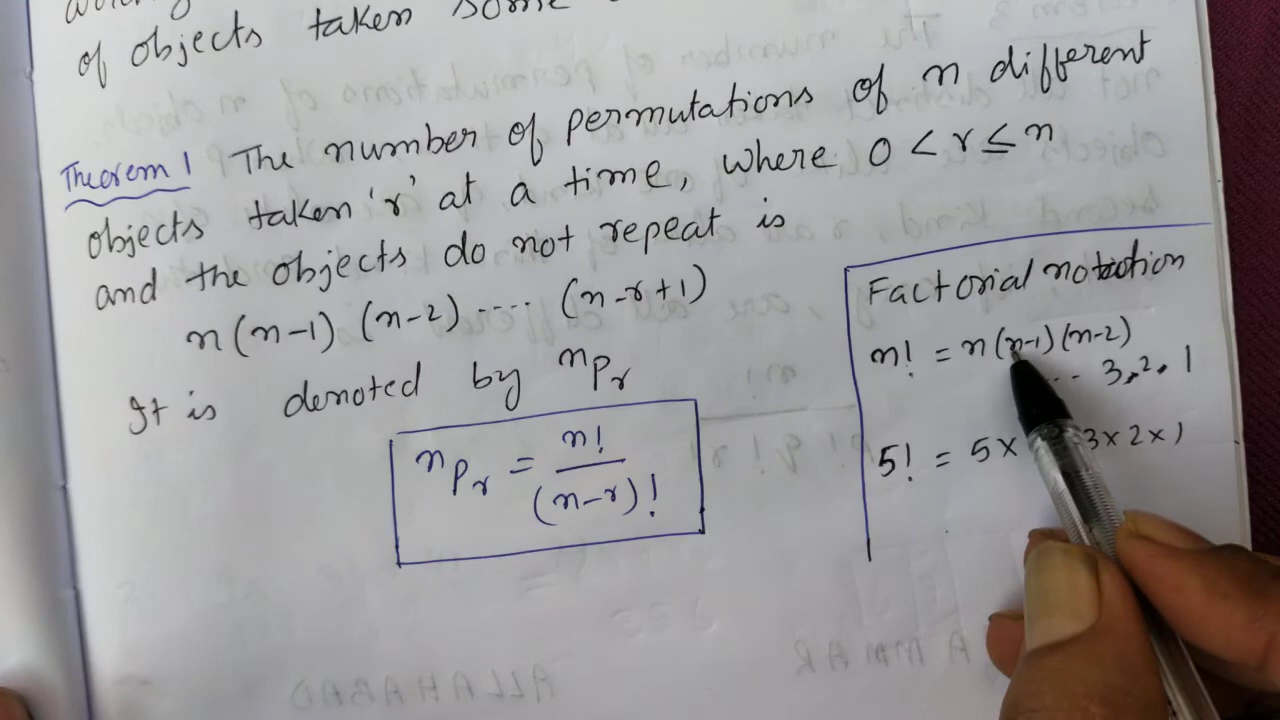 of objects taken some
Theorem 1 The number of permutations of n different
objects taken 'r' at a time, where 0 < r ≤ n
and the objects do not repeat is
n(n-1) (n-2) .... (n-r+1)
It is denoted by nPr
nPr = n! / (n-r)!
Factorial notation
n! = n(n-1)(n-2)
.. 3.2.1
5! = 5 x 3 x 2 x 1